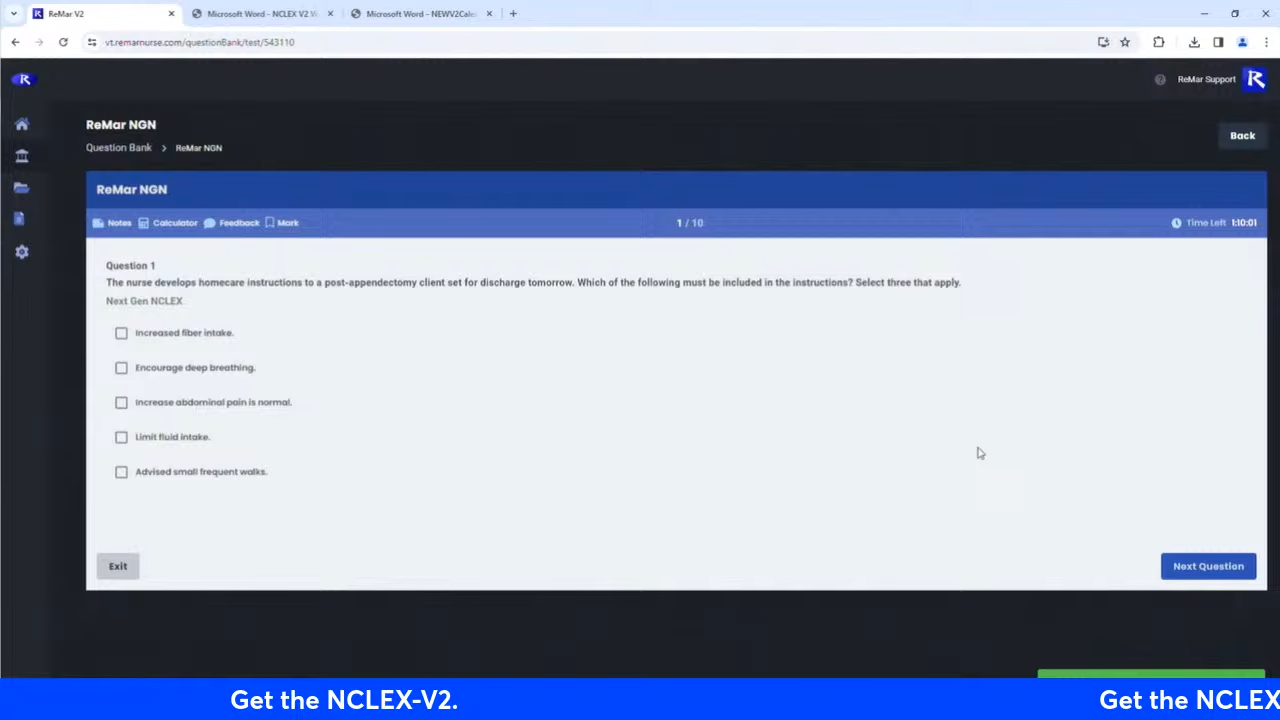 ReMar V2
Microsoft Word - NCLEX V2 W
Microsoft Word - NEWV2Cale
vt.remarnurse.com/questionBank/test/543110
R
ReMar Support
R
ReMar NGN
Question Bank > ReMar NGN
Back
ReMar NGN
Notes Calculator Feedback Mark
1 / 10
Time Left 1:10:01
Question 1
The nurse develops homecare instructions to a post-appendectomy client set for discharge tomorrow. Which of the following must be included in the instructions? Select three that apply.
Next Gen NCLEX
Increased fiber intake.
Encourage deep breathing.
Increase abdominal pain is normal.
Limit fluid intake.
Advised small frequent walks.
Exit
Next Question
Get the NCLEX-V2.
Get the NCLEX